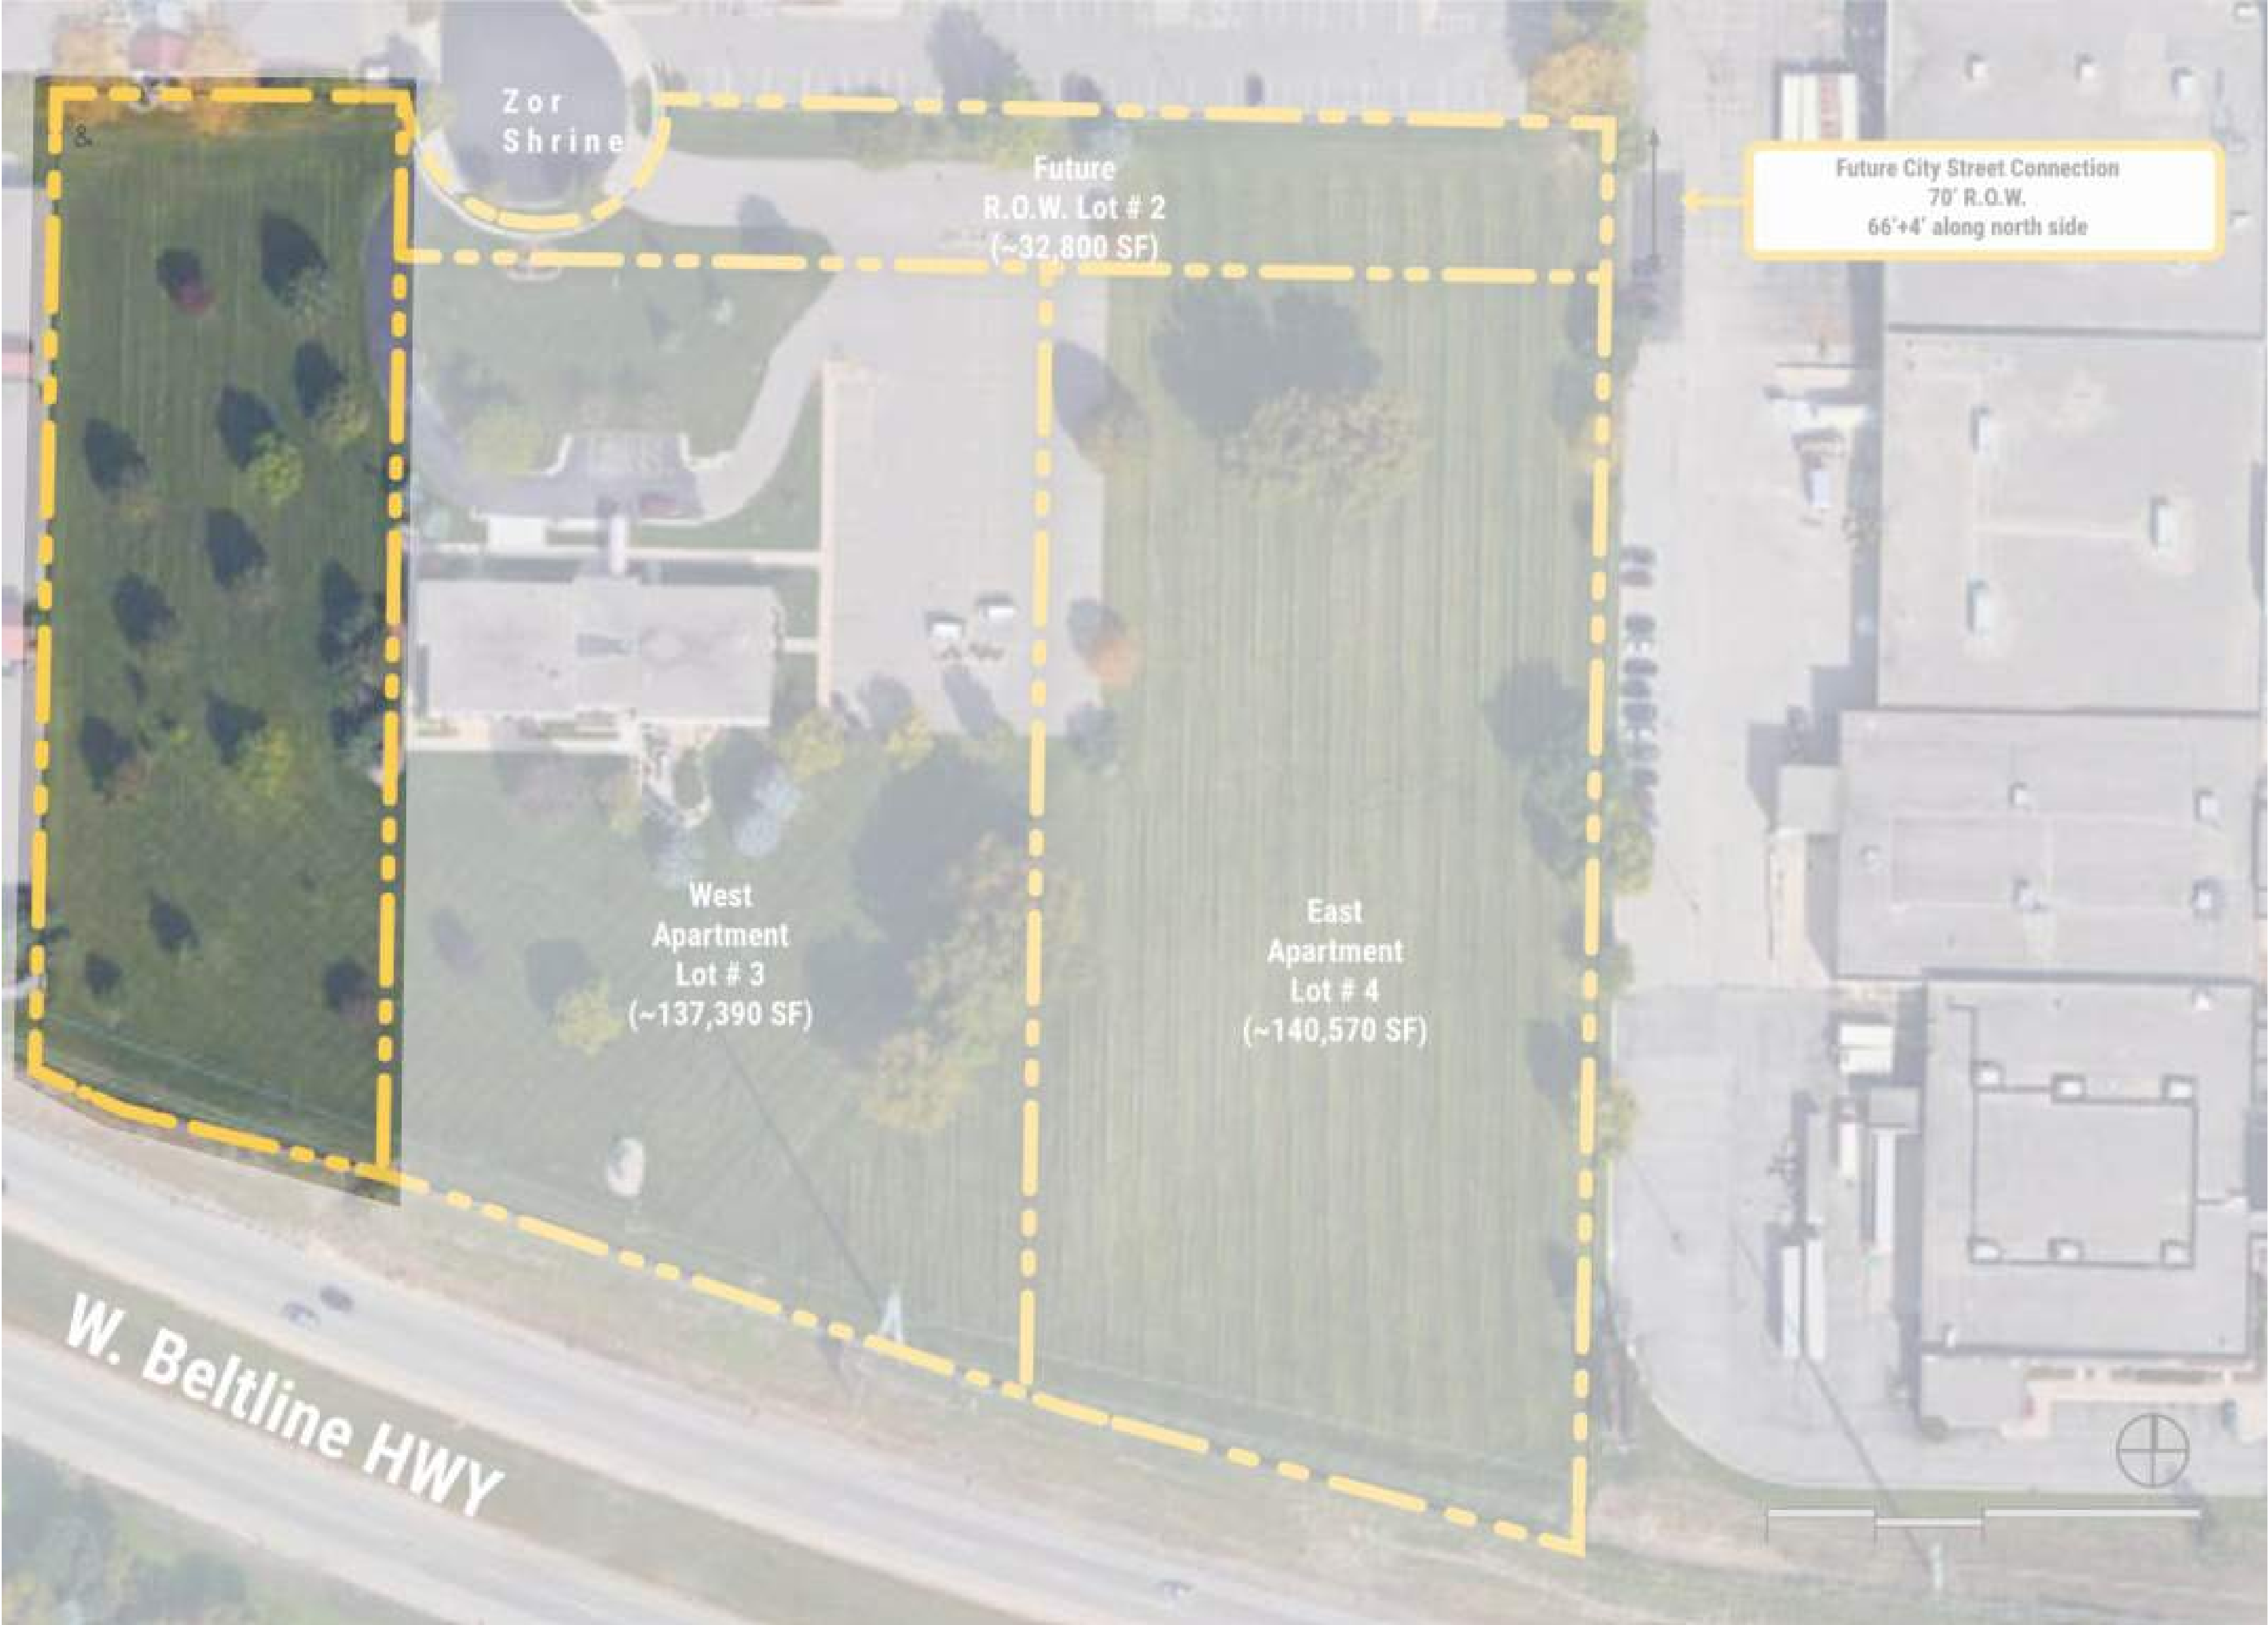 Zor
Shrine
Future
R.O.W. Lot # 2
(~32,800 SF)
Future City Street Connection
70' R.O.W.
66'+4' along north side
&
West
Apartment
Lot # 3
(~137,390 SF)
East
Apartment
Lot # 4
(~140,570 SF)
W. Beltline HWY